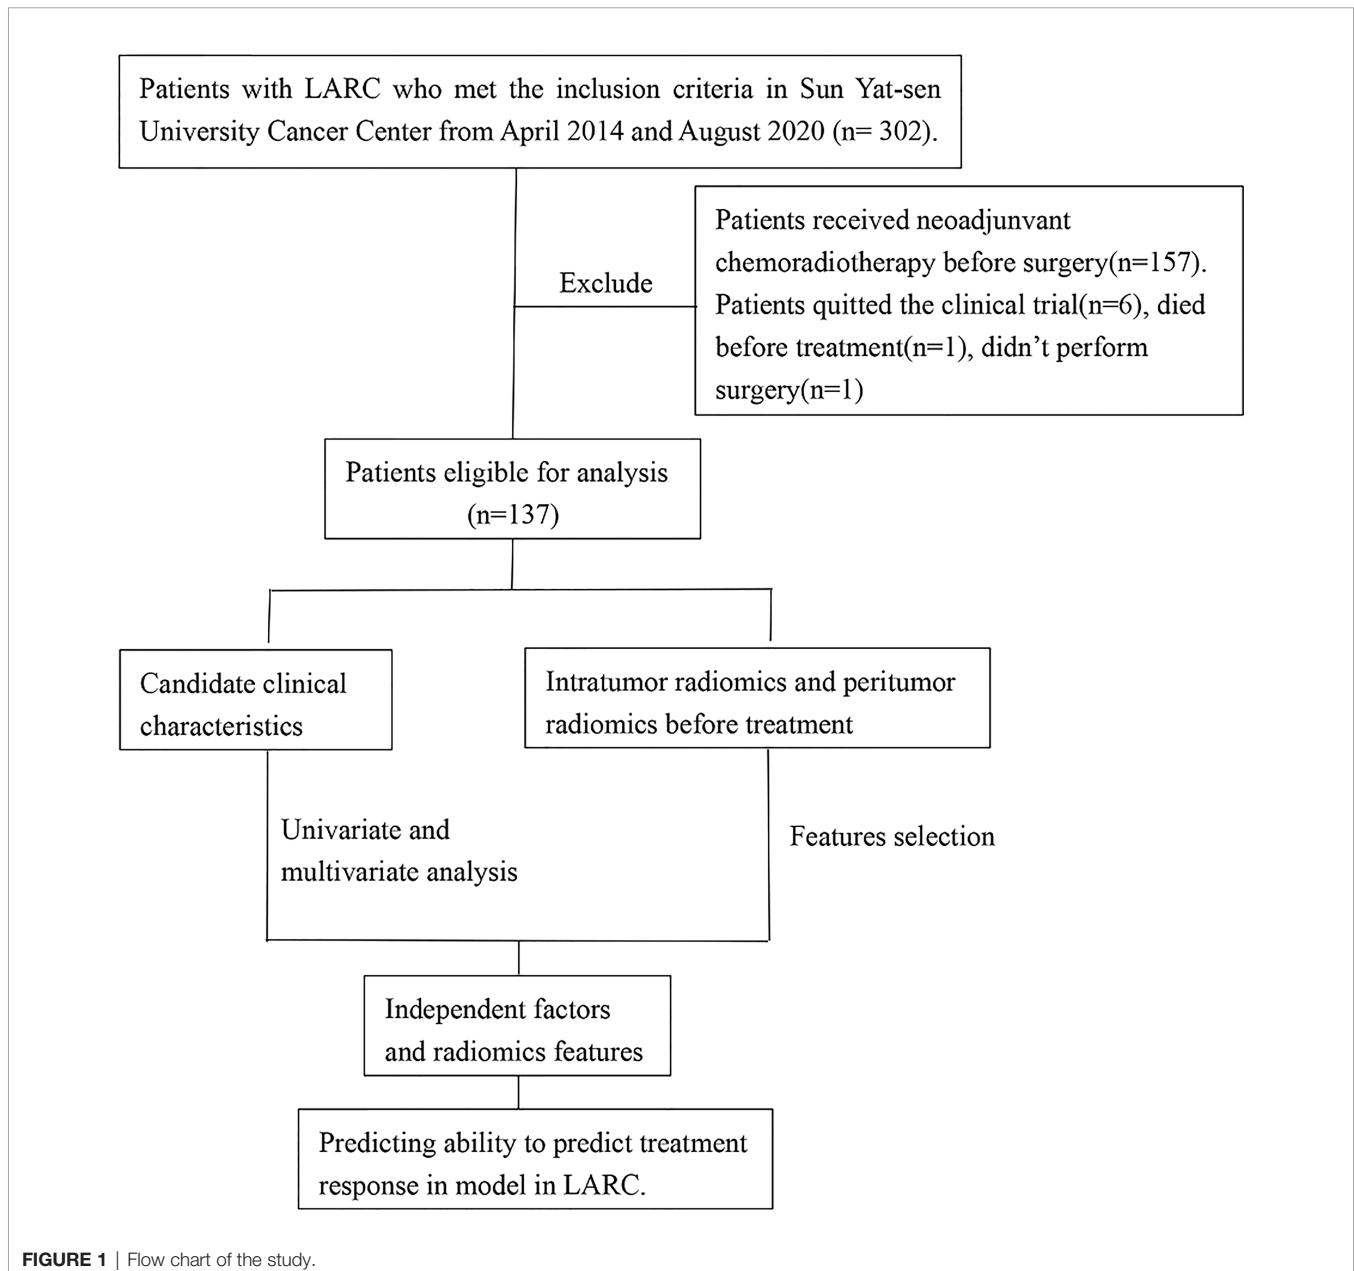 Patients with LARC who met the inclusion criteria in Sun Yat-sen
University Cancer Center from April 2014 and August 2020 (n= 302).
Patients received neoadjunvant
chemoradiotherapy before surgery(n=157).
Patients quitted the clinical trial(n=6), died
before treatment(n=1), didn't perform
surgery(n=1)
Exclude
Patients eligible for analysis
(n=137)
Candidate clinical
characteristics
Intratumor radiomics and peritumor
radiomics before treatment
Univariate and
multivariate analysis
Features selection
Independent factors
and radiomics features
Predicting ability to predict treatment
response in model in LARC.
FIGURE 1 | Flow chart of the study.